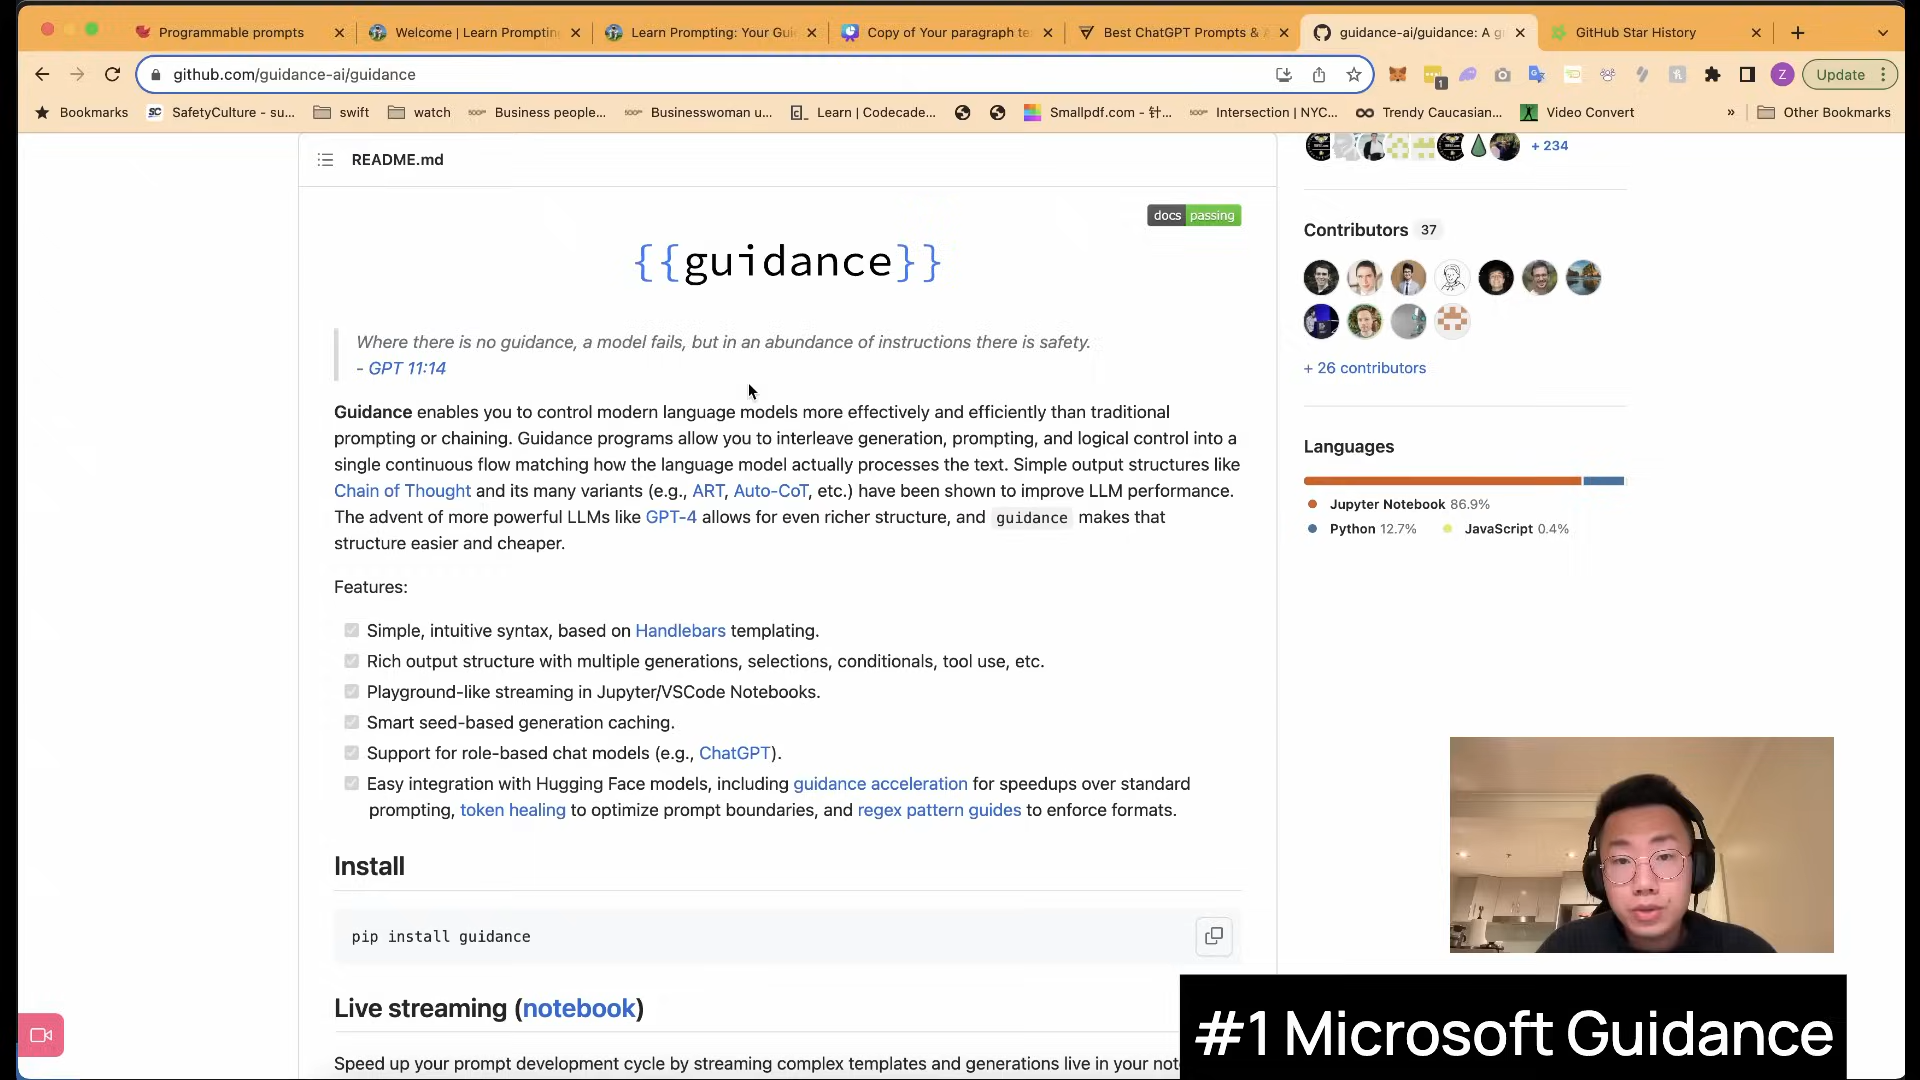 Programmable prompts
Welcome | Learn Prompting
Learn Prompting: Your Gui
Copy of Your paragraph te
Best ChatGPT Prompts & A
guidance-ai/guidance: A g
GitHub Star History
github.com/guidance-ai/guidance
1
Z
Update
Bookmarks
SC
SafetyCulture - su...
swift
watch
Business people...
Businesswoman u...
Learn | Codecade...
Smallpdf.com - 针...
Intersection | NYC...
Trendy Caucasian...
Video Convert
»
Other Bookmarks
README.md
+ 234
docs passing
{{guidance}}
Contributors 37
Where there is no guidance, a model fails, but in an abundance of instructions there is safety.
- GPT 11:14
+ 26 contributors
Guidance enables you to control modern language models more effectively and efficiently than traditional
prompting or chaining. Guidance programs allow you to interleave generation, prompting, and logical control into a
single continuous flow matching how the language model actually processes the text. Simple output structures like
Chain of Thought and its many variants (e.g., ART, Auto-CoT, etc.) have been shown to improve LLM performance.
The advent of more powerful LLMs like GPT-4 allows for even richer structure, and guidance makes that
structure easier and cheaper.
Languages
Jupyter Notebook 86.9%
Python 12.7%
JavaScript 0.4%
Features:
Simple, intuitive syntax, based on Handlebars templating.
Rich output structure with multiple generations, selections, conditionals, tool use, etc.
Playground-like streaming in Jupyter/VSCode Notebooks.
Smart seed-based generation caching.
Support for role-based chat models (e.g., ChatGPT).
Easy integration with Hugging Face models, including guidance acceleration for speedups over standard
prompting, token healing to optimize prompt boundaries, and regex pattern guides to enforce formats.
Install
pip install guidance
Live streaming (notebook)
Speed up your prompt development cycle by streaming complex templates and generations live in your not
#1 Microsoft Guidance